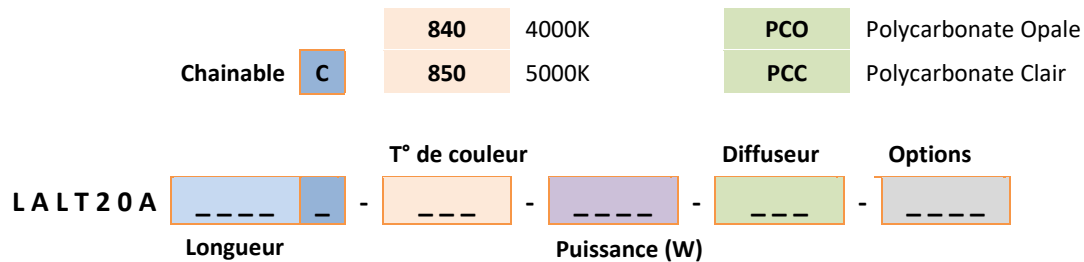 840 4000K PCO Polycarbonate Opale
Chainable C 850 5000K PCC Polycarbonate Clair
T° de couleur Diffuseur Options
L A L T 2 0 A _ _ _ _ _ - _ _ _ - _ _ _ _ - _ _ _ - _ _ _ _
Longueur Puissance (W)